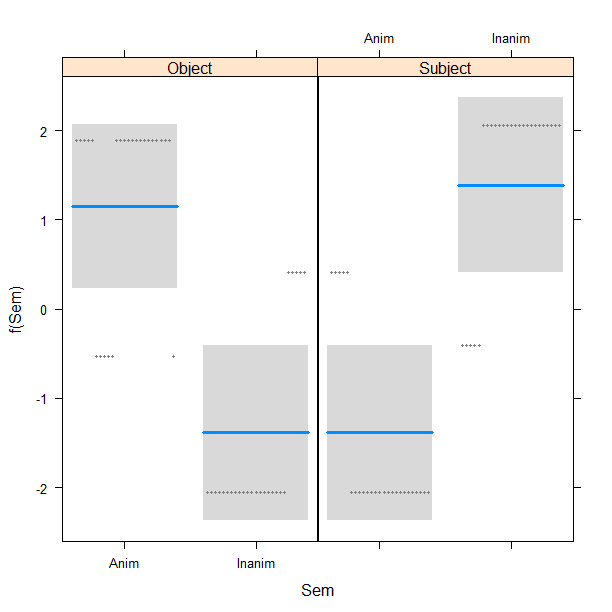 Anim Inanim
Object Subject
2
1
0
-1
-2
f(Sem)
Anim Inanim
Sem